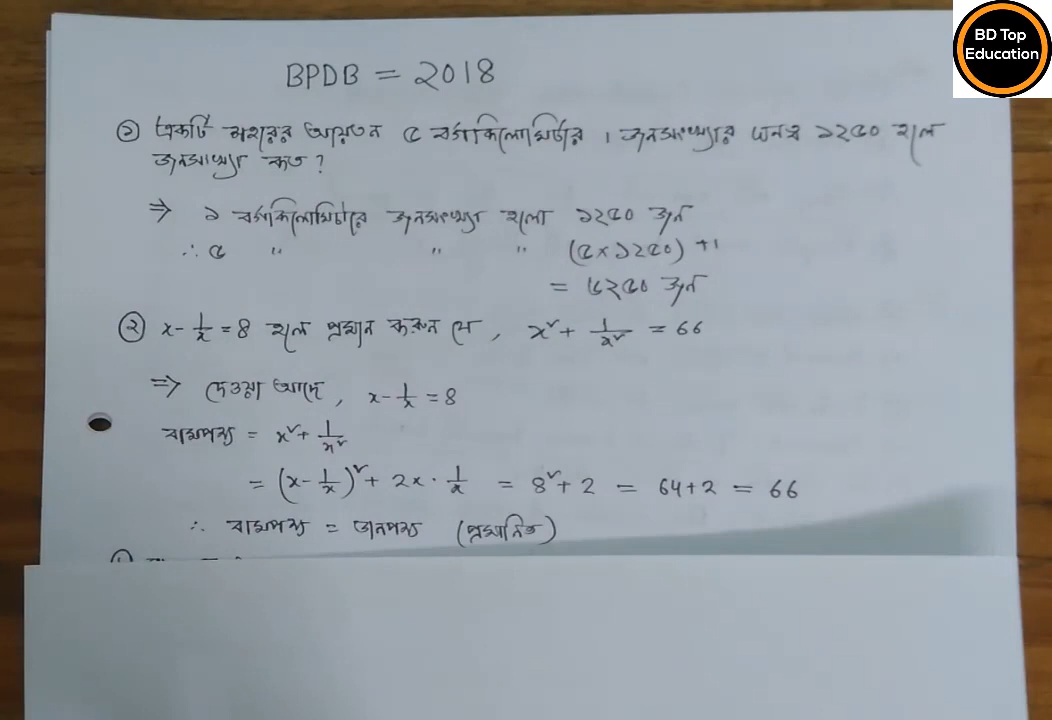 BD Top
Education
BPDB = 2018
① একটি শহরের আয়তন ৫ বর্গকিলোমিটার । জনসংখ্যার ঘনত্ব ১২৫০ হলে
জনসংখ্যা কত ?
⇒ ১ বর্গকিলোমিটারে জনসংখ্যা হলো ১২৫০ জন
∴ ৫ " " " (৫×১২৫০) +।
= ৬২৫০ জন
② x - 1/x = 8 হলে প্রমান করুন যে, x² + 1/x² = 66
⇒ দেওয়া আছে, x - 1/x = 8
বামপক্ষ = x² + 1/x²
= (x - 1/x)² + 2x · 1/x = 8² + 2 = 64+2 = 66
∴ বামপক্ষ = ডানপক্ষ (প্রমানিত)